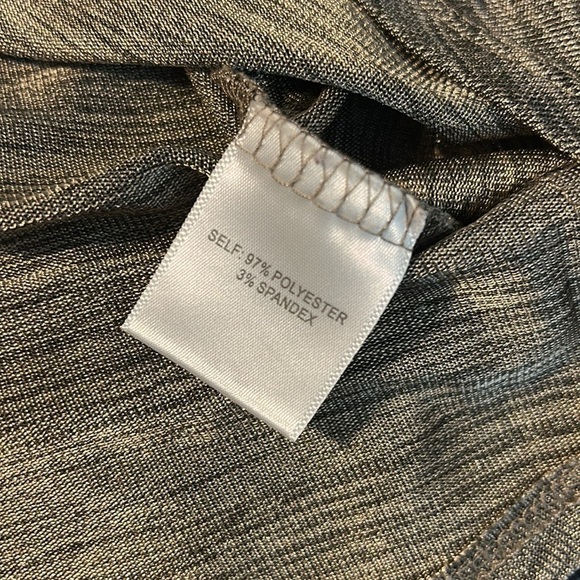 SELF: 97% POLYESTER
3% SPANDEX